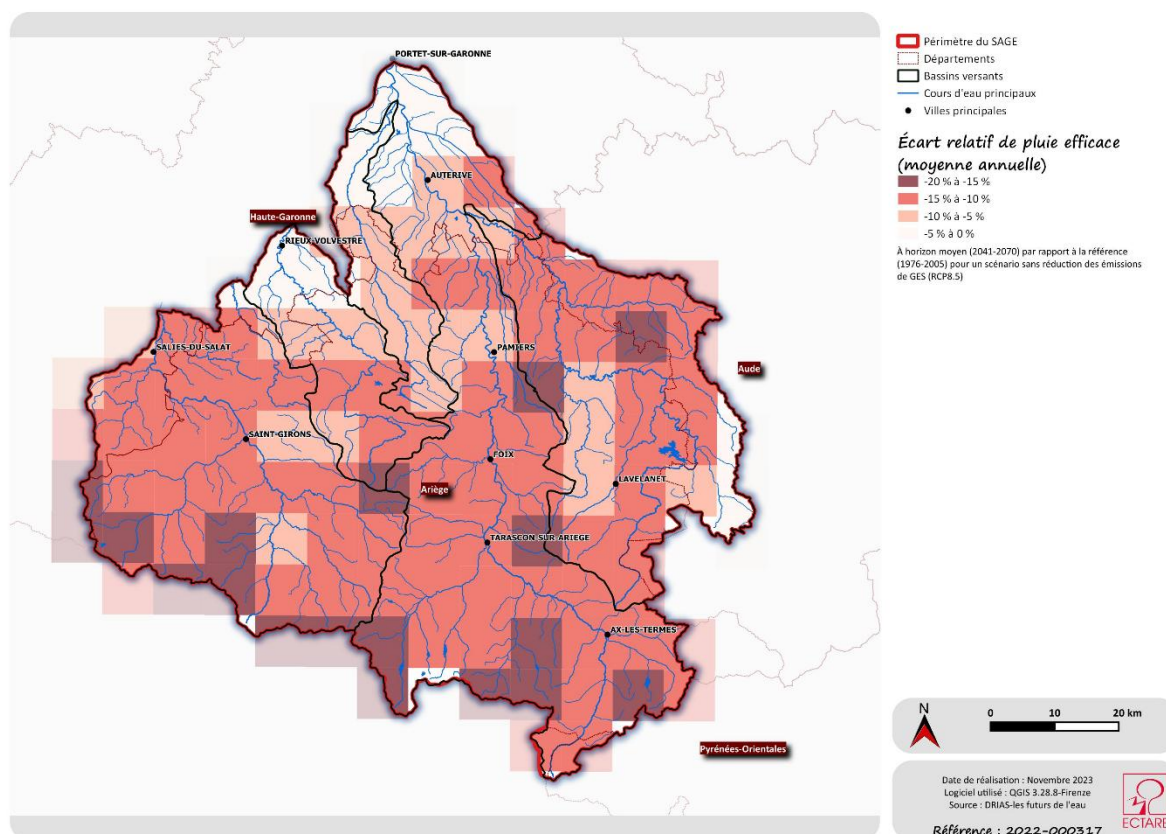 PORTET-SUR-GARONNE
AUTERIVE
Haute-Garonne
RIEUX-VOLVESTRE
SALIES-DU-SALAT
PAMIERS
Aude
SAINT-GIRONS
FOIX
Ariège
LAVELANET
TARASCON-SUR-ARIEGE
AX-LES-TERMES
Pyrénées-Orientales
Périmètre du SAGE
Départements
Bassins versants
Cours d'eau principaux
Villes principales
Écart relatif de pluie efficace
(moyenne annuelle)
-20 % à -15 %
-15 % à -10 %
-10 % à -5 %
-5 % à 0 %
À horizon moyen (2041-2070) par rapport à la référence
(1976-2005) pour un scénario sans réduction des émissions
de GES (RCP8.5)
N
0 10 20 km
Date de réalisation : Novembre 2023
Logiciel utilisé : QGIS 3.28.8-Firenze
Source : DRIAS-les futurs de l'eau
Référence : 2022-000317
ECTARE